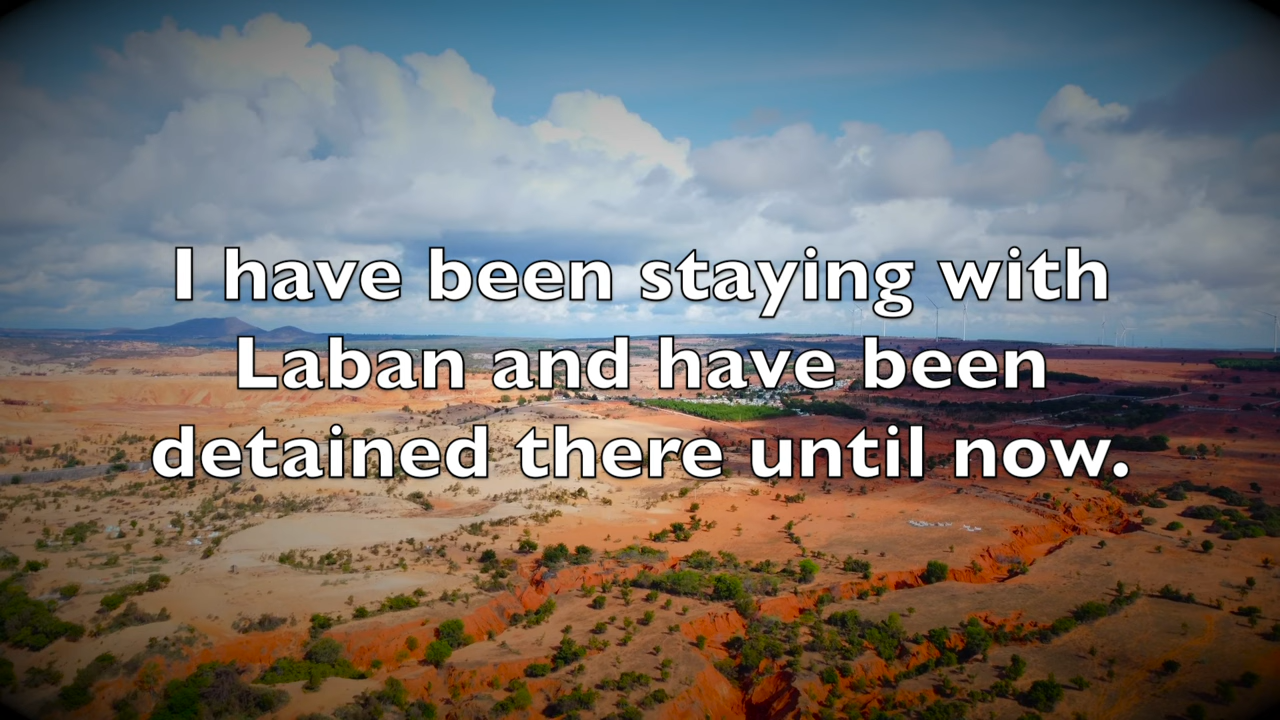 I have been staying with
Laban and have been
detained there until now.